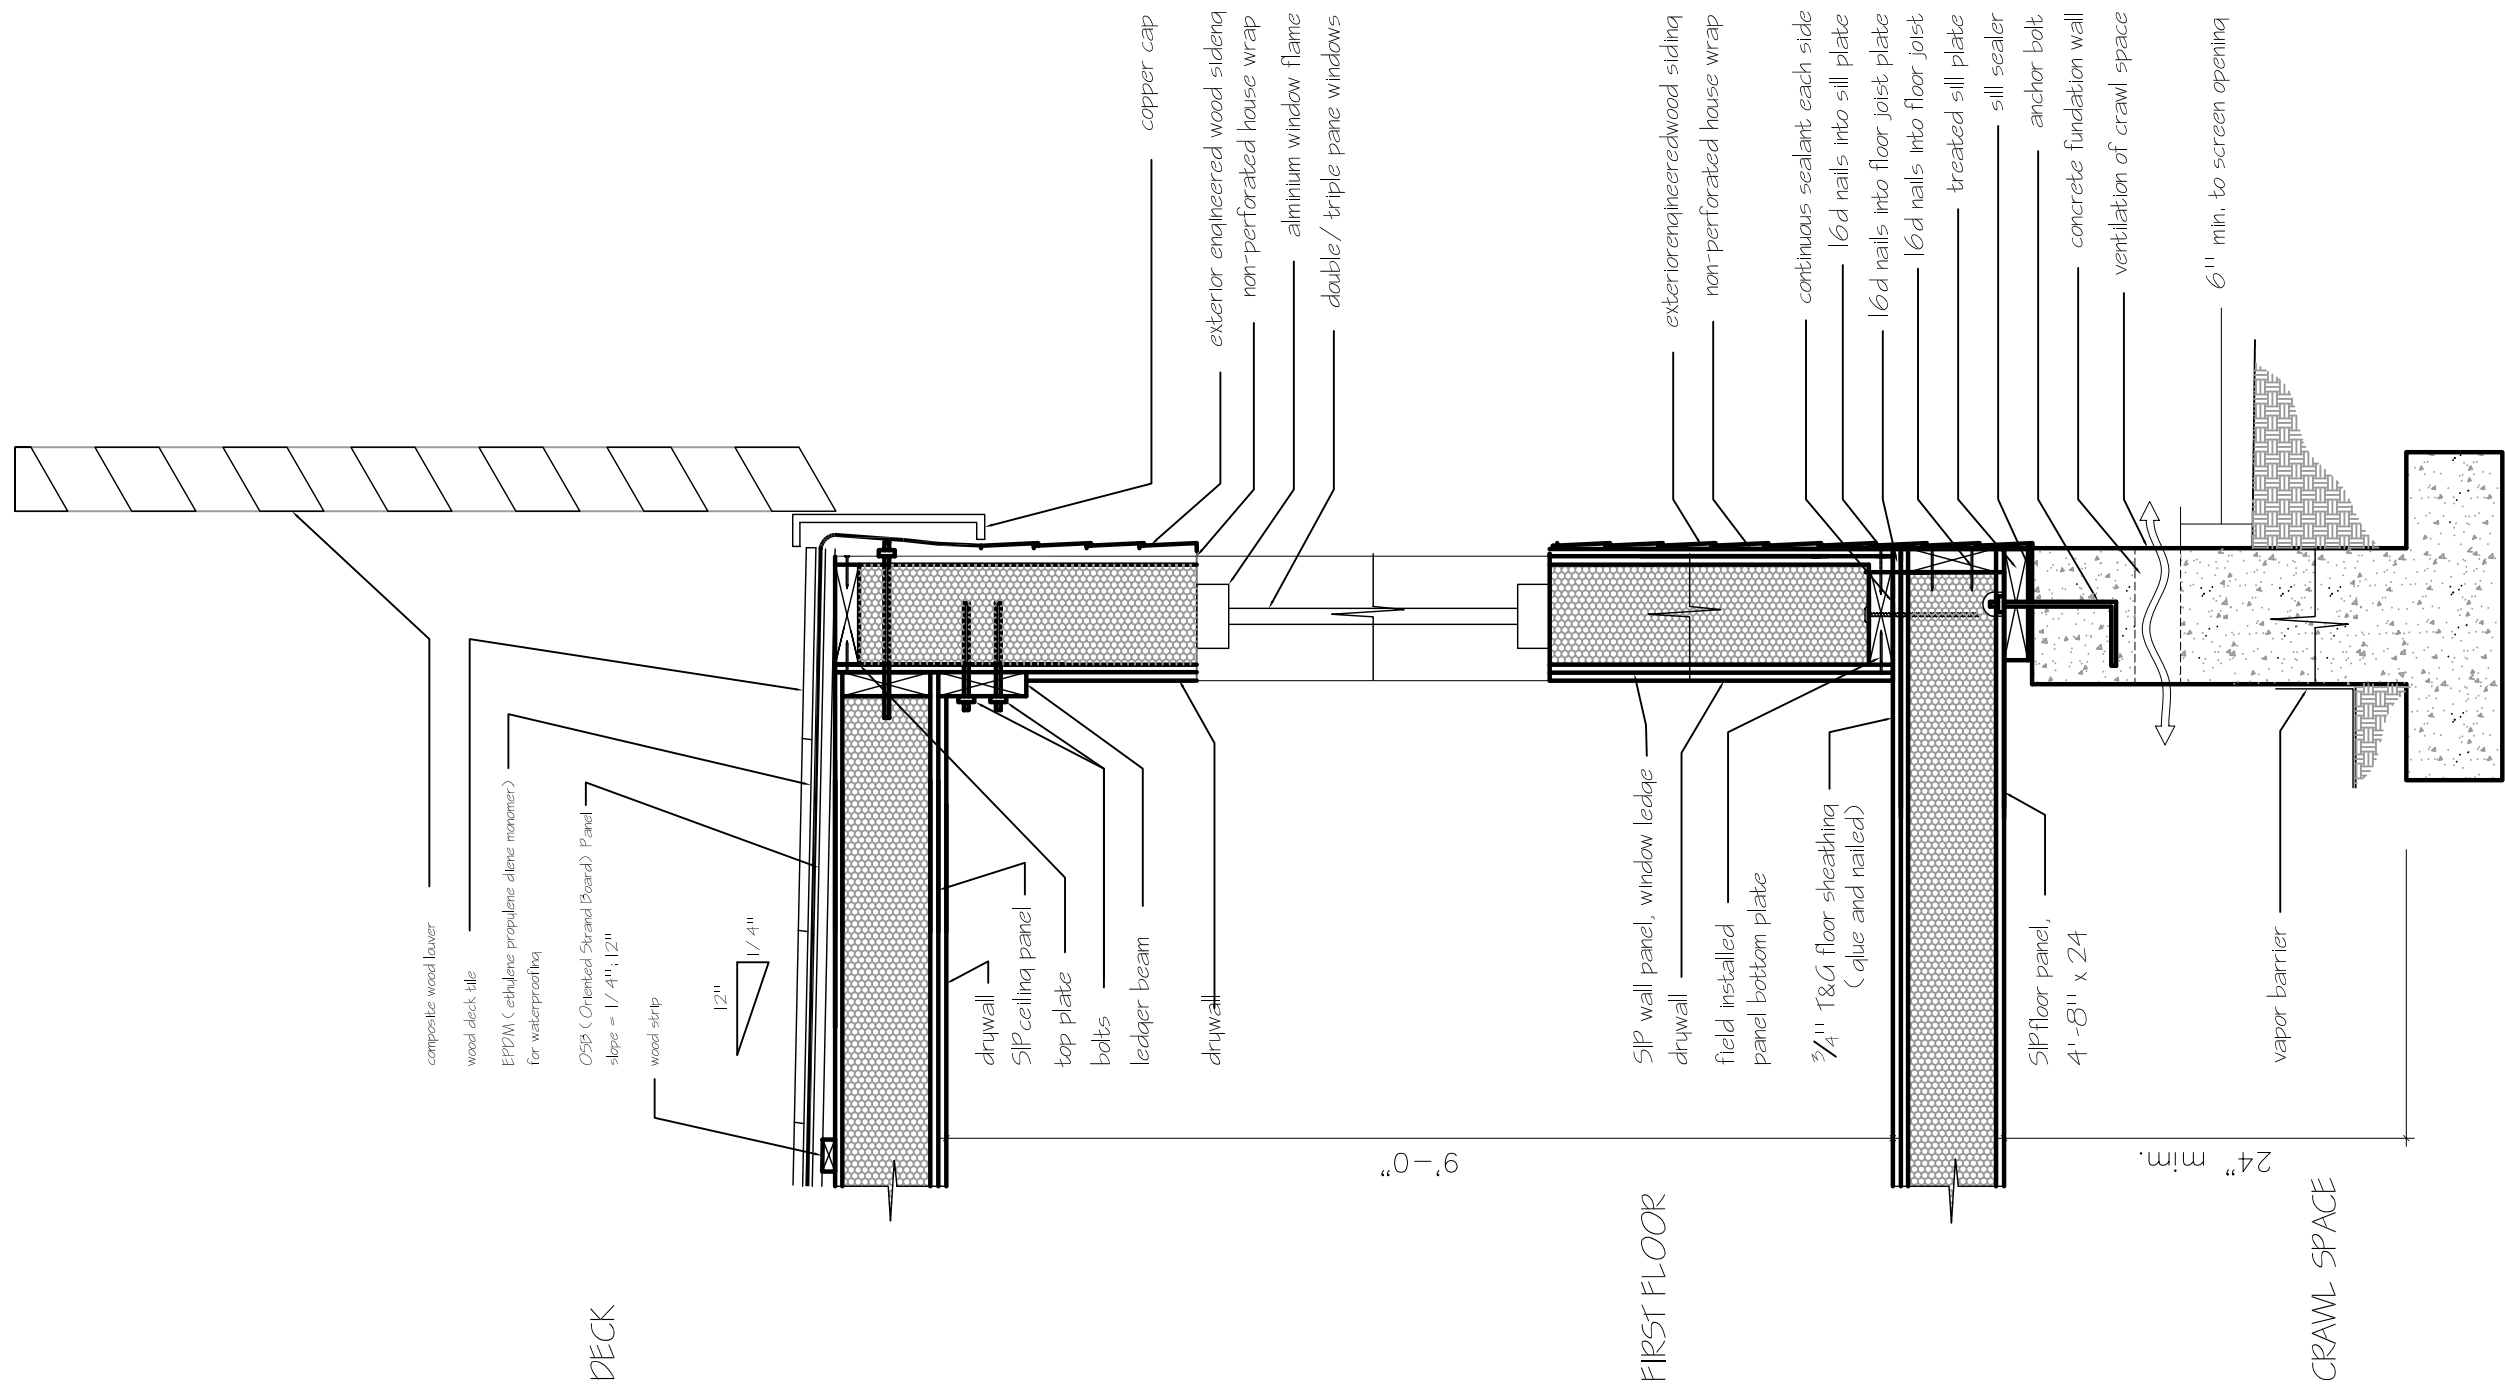 copper cap
exterior engineered wood sideng
non-perforated house wrap
alminium window flame
double/ triple pane windows
exteriorengineeredwood siding
non-perforated house wrap
continuous sealant each side
16d nails into sill plate
16d nails into floor joist plate
16d nails into floor joist
treated sill plate
sill sealer
anchor bolt
concrete fundation wall
ventilation of crawl space
6" min. to screen opening
composite wood louver
wood deck tile
EPDM ( ethylene propylene diene monomer)
for waterproofing
OSB ( Oriented Strand Board) Panel
slope = 1/ 4":12"
wood strip
12"
1/ 4"
drywall
SIP ceiling panel
top plate
bolts
ledger beam
drywall
SIP wall panel, window ledge
drywall
field installed
panel bottom plate
3/4" T&G floor sheathing
( glue and nailed)
SIPfloor panel,
4'-8" x 24
vapor barrier
9'-0"
24" mim.
DECK
FIRST FLOOR
CRAWL SPACE